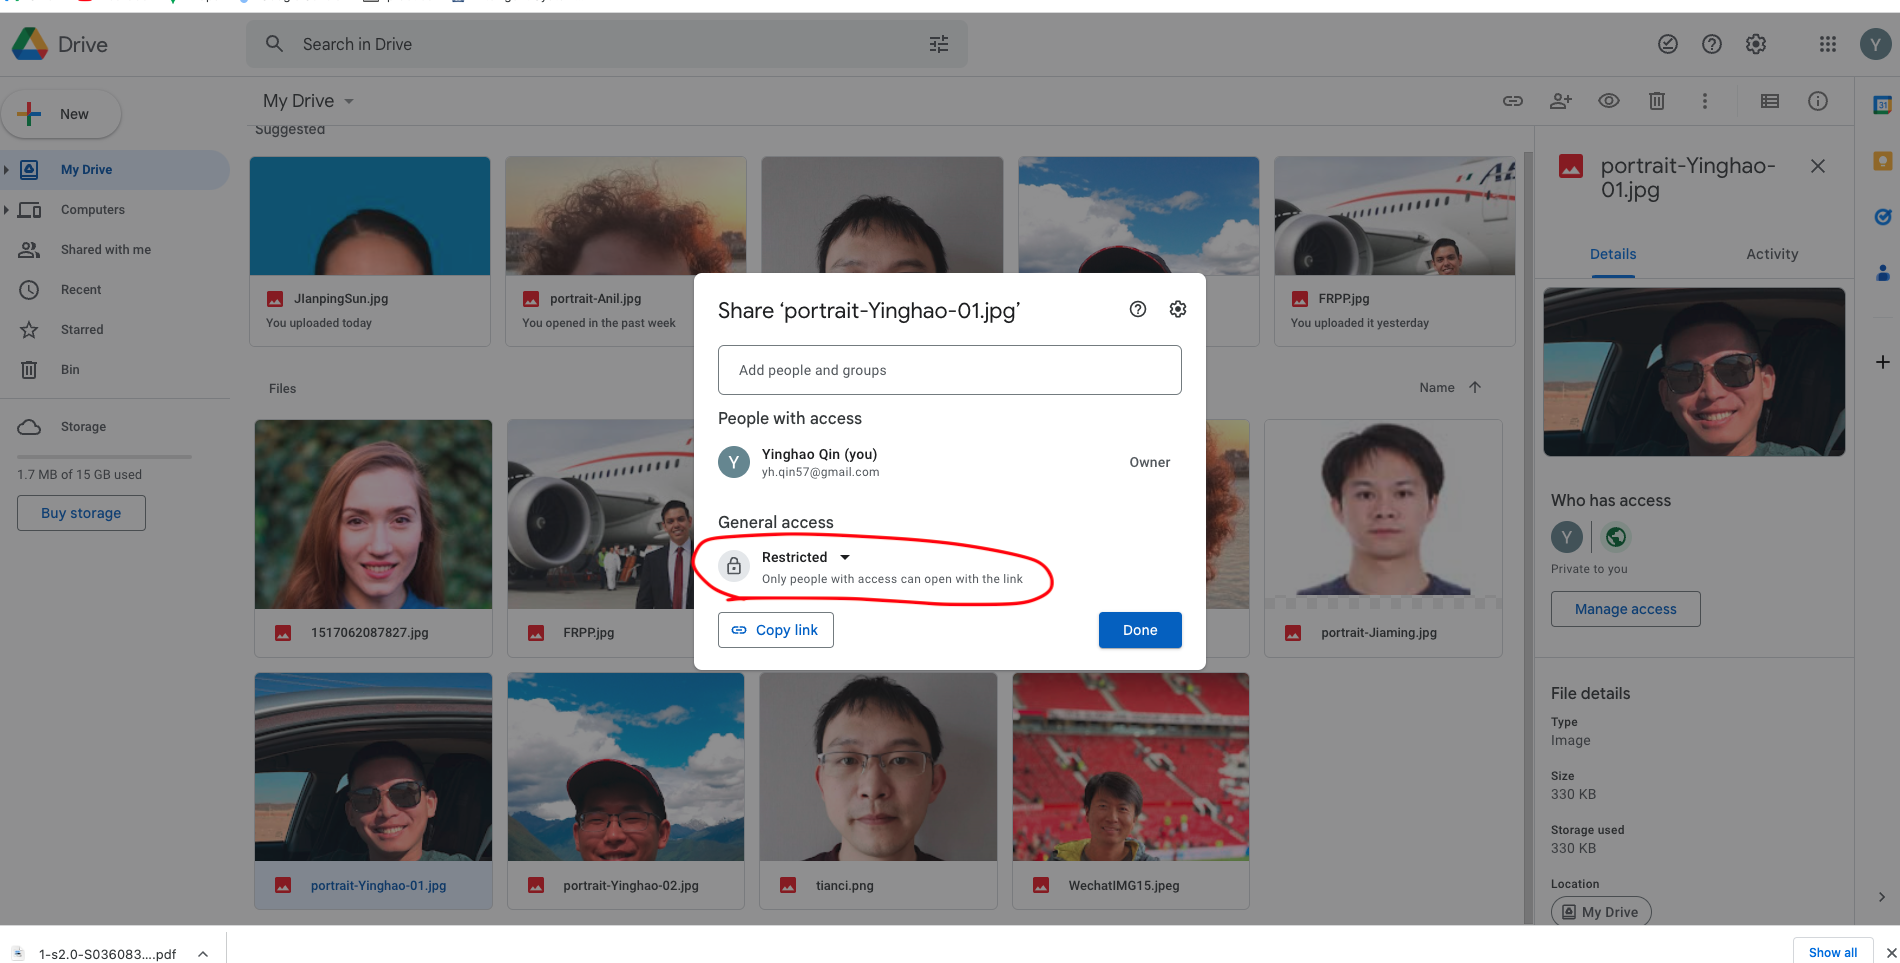 Drive
Search in Drive
Y
New
My Drive
Suggested
My Drive
Computers
Shared with me
Recent
Starred
Bin
Storage
1.7 MB of 15 GB used
Buy storage
JIanpingSun.jpg
You uploaded today
portrait-Anil.jpg
You opened in the past week
FRPP.jpg
You uploaded it yesterday
Files
Name
1517062087827.jpg
FRPP.jpg
portrait-Jiaming.jpg
portrait-Yinghao-01.jpg
portrait-Yinghao-02.jpg
tianci.png
WechatIMG15.jpeg
Share ‘portrait-Yinghao-01.jpg’
Add people and groups
People with access
Y
Yinghao Qin (you)
yh.qin57@gmail.com
Owner
General access
Restricted
Only people with access can open with the link
Copy link
Done
portrait-Yinghao-
01.jpg
Details
Activity
Who has access
Y
Private to you
Manage access
File details
Type
Image
Size
330 KB
Storage used
330 KB
Location
My Drive
31
1-s2.0-S036083....pdf
Show all